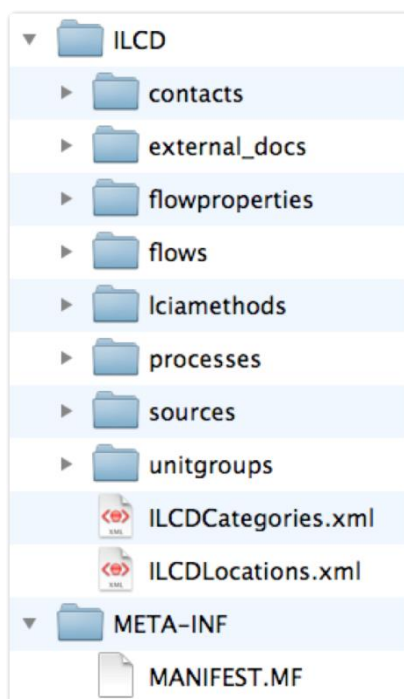 ILCD
contacts
external_docs
flowproperties
flows
lciamethods
processes
sources
unitgroups
ILCDCategories.xml
ILCDLocations.xml
META-INF
MANIFEST.MF